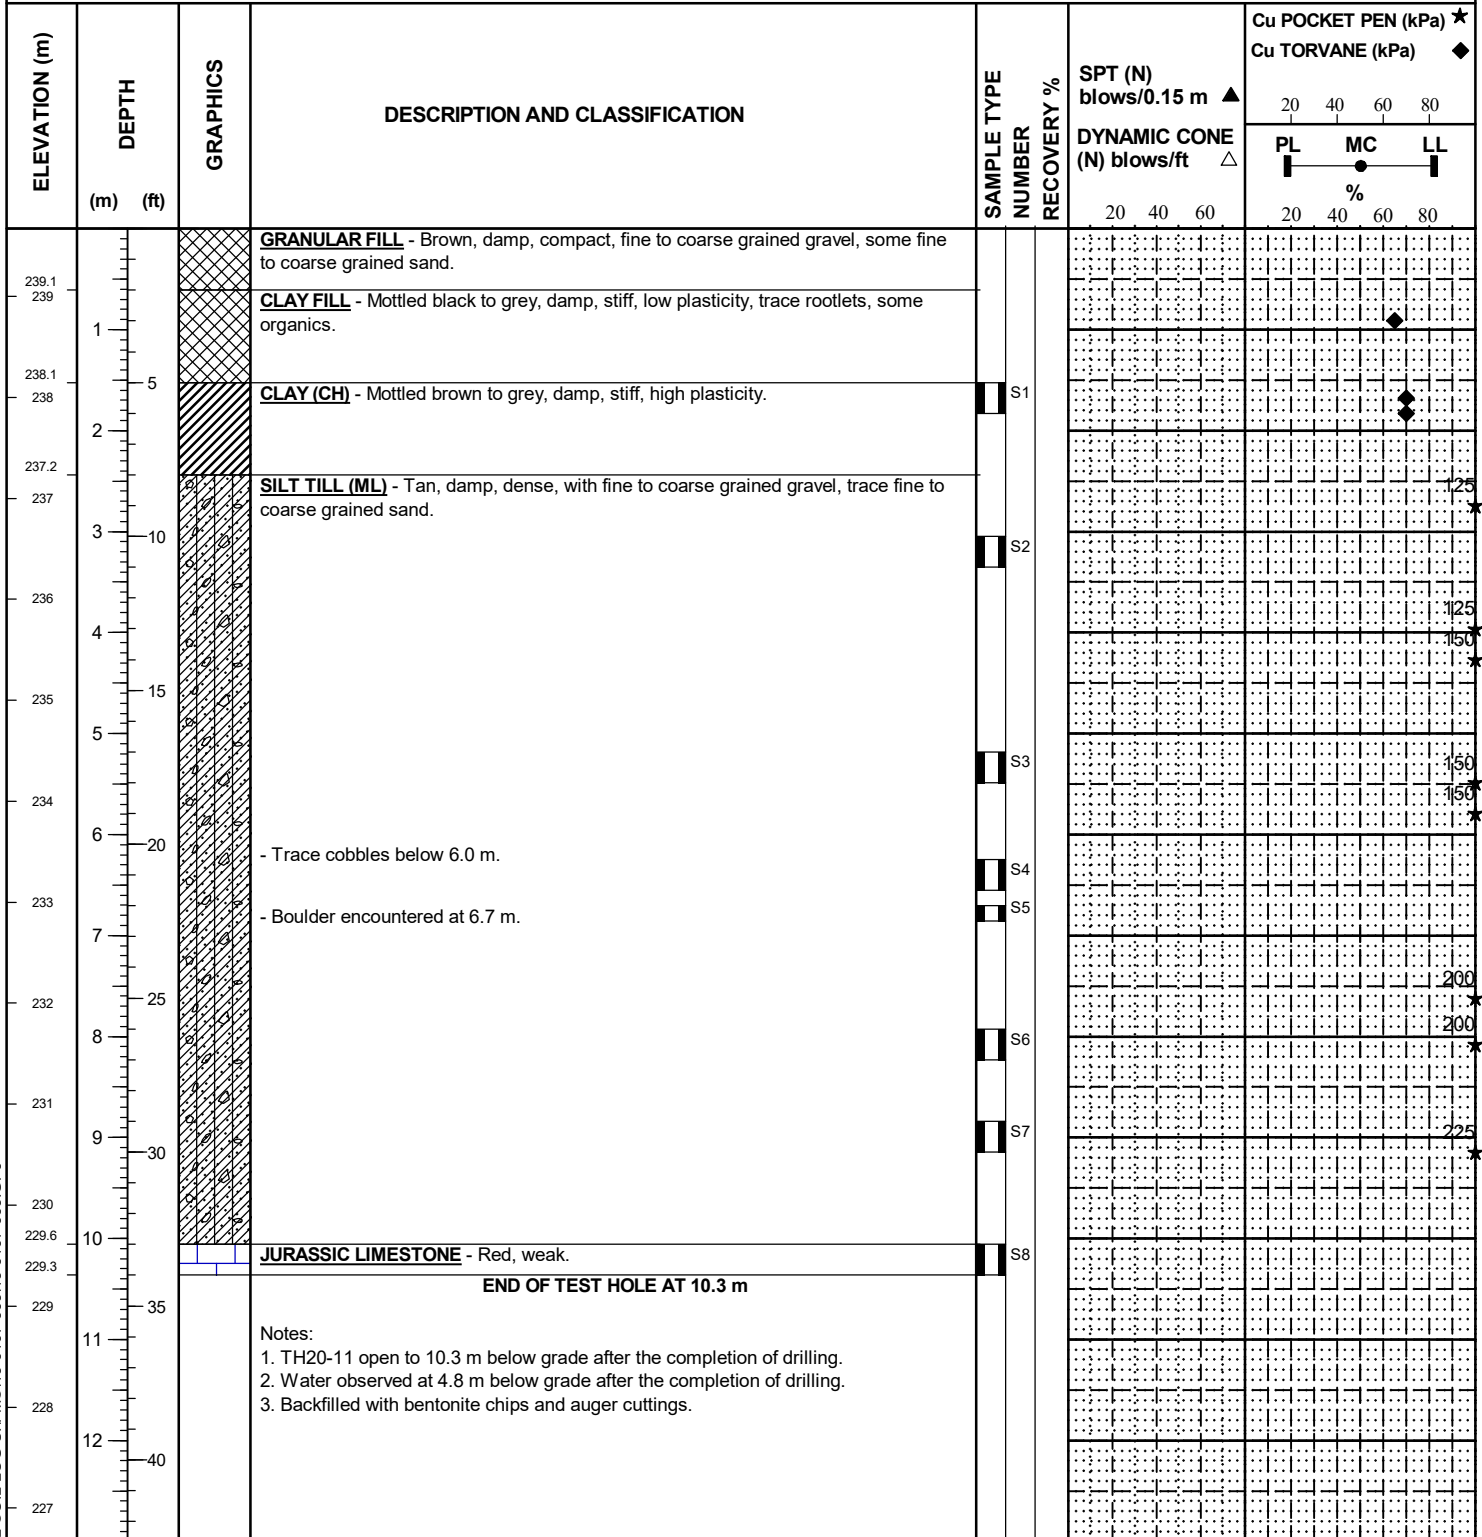 ELEVATION (m)
DEPTH
(m) (ft)
GRAPHICS
DESCRIPTION AND CLASSIFICATION
SAMPLE TYPE
NUMBER
RECOVERY %
SPT (N)
blows/0.15 m ▲
DYNAMIC CONE
(N) blows/ft △
20 40 60
Cu POCKET PEN (kPa) ★
Cu TORVANE (kPa) ◆
20 40 60 80
PL MC LL
%
20 40 60 80
GRANULAR FILL - Brown, damp, compact, fine to coarse grained gravel, some fine
to coarse grained sand.
239.1
239
CLAY FILL - Mottled black to grey, damp, stiff, low plasticity, trace rootlets, some
organics.
1
238.1
5
238
CLAY (CH) - Mottled brown to grey, damp, stiff, high plasticity.
S1
2
237.2
237
SILT TILL (ML) - Tan, damp, dense, with fine to coarse grained gravel, trace fine to
coarse grained sand.
125
3
10
S2
236
125
4
150
15
235
5
S3
150
234
150
6
20
- Trace cobbles below 6.0 m.
S4
233
S5
- Boulder encountered at 6.7 m.
7
200
25
232
200
8
S6
231
9
S7
225
30
230
229.6
10
JURASSIC LIMESTONE - Red, weak.
S8
229.3
END OF TEST HOLE AT 10.3 m
229
35
Notes:
11
1. TH20-11 open to 10.3 m below grade after the completion of drilling.
2. Water observed at 4.8 m below grade after the completion of drilling.
3. Backfilled with bentonite chips and auger cuttings.
228
12
40
227